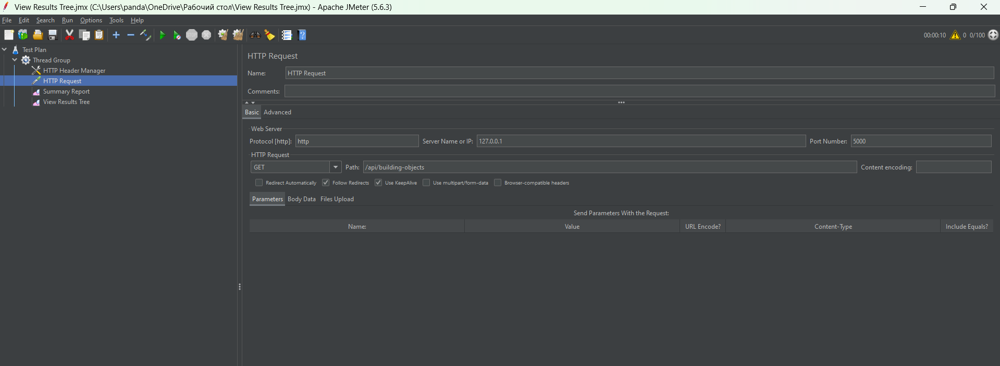 View Results Tree.jmx (C:\Users\panda\OneDrive\Рабочий стол\View Results Tree.jmx) - Apache JMeter (5.6.3)
File Edit Search Run Options Tools Help
00:00:10 0 0/100
Test Plan
Thread Group
HTTP Header Manager
HTTP Request
Summary Report
View Results Tree
HTTP Request
Name: HTTP Request
Comments:
Basic Advanced
Web Server
Protocol [http]: http Server Name or IP: 127.0.0.1 Port Number: 5000
HTTP Request
GET Path: /api/building-objects Content encoding:
Redirect Automatically Follow Redirects Use KeepAlive Use multipart/form-data Browser-compatible headers
Parameters Body Data Files Upload
Send Parameters With the Request:
Name: Value URL Encode? Content-Type Include Equals?